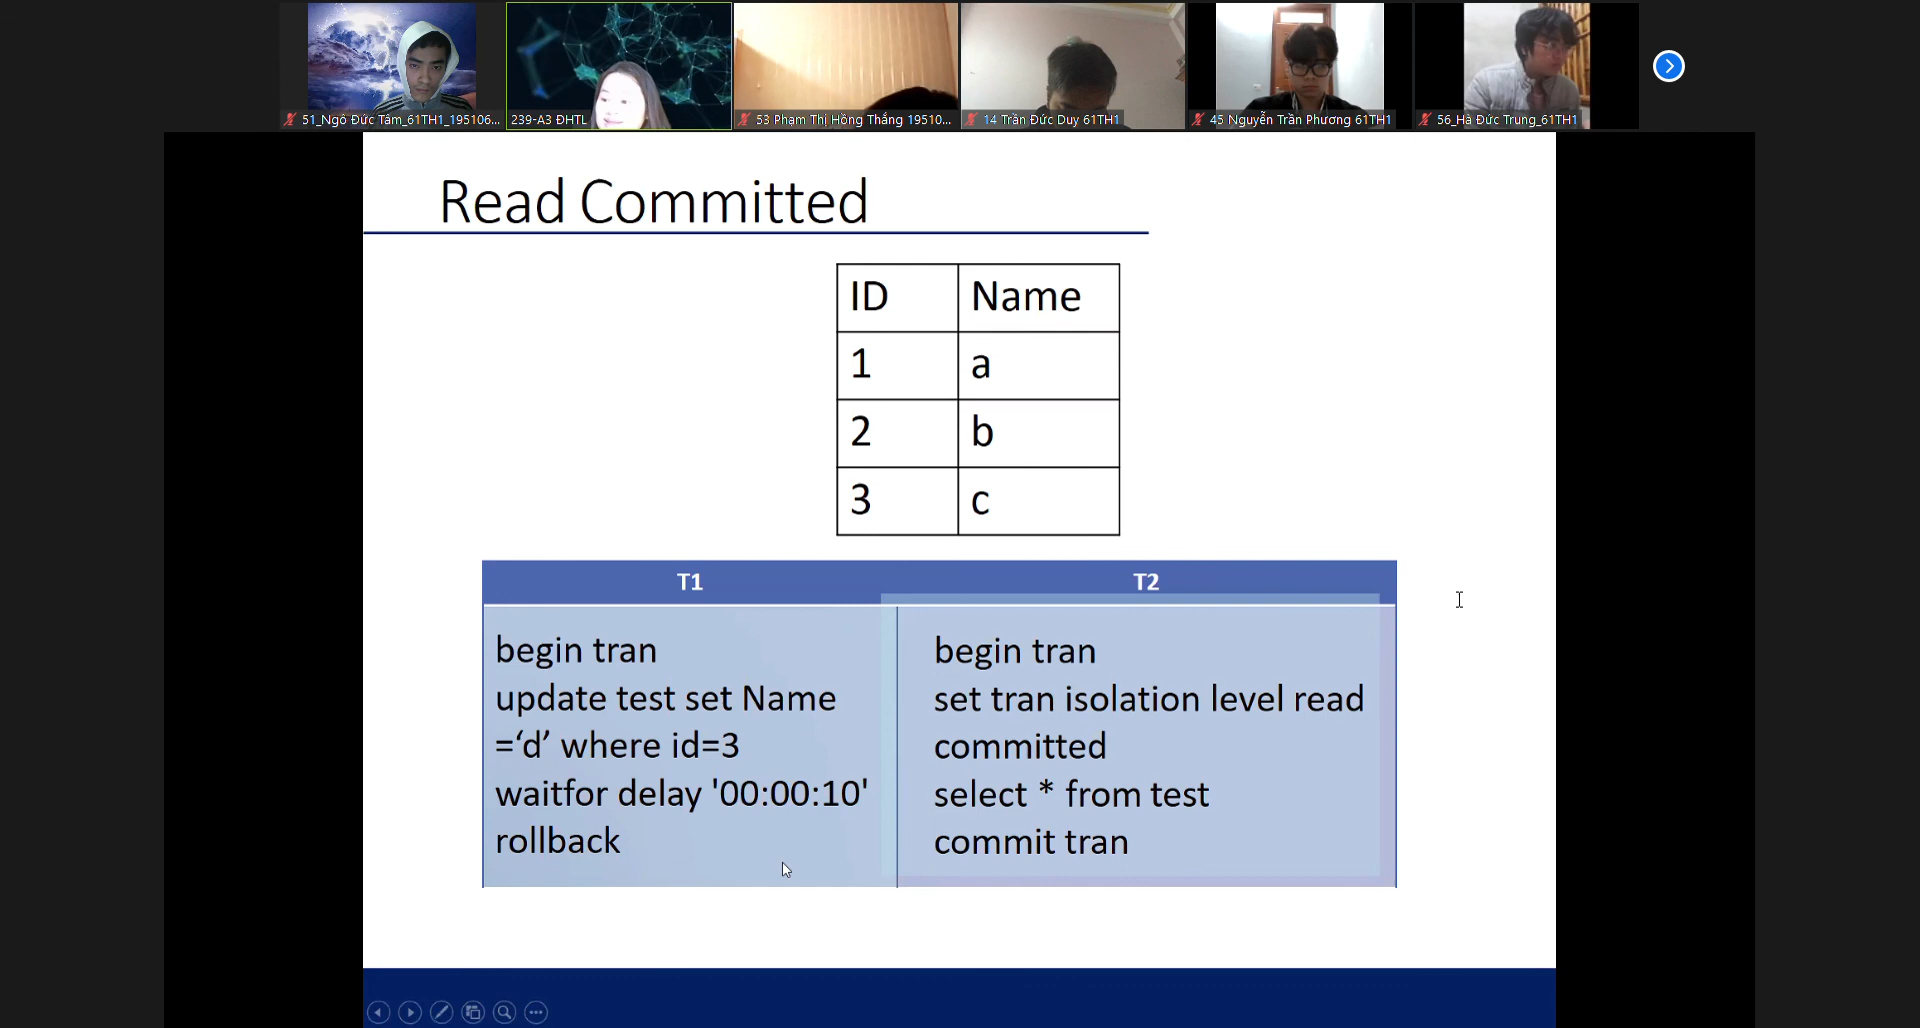 51_Ngô Đức Tâm_61TH1_195106...
239-A3 ĐHTL
53 Phạm Thị Hồng Thắng 19510...
14 Trần Đức Duy 61TH1
45 Nguyễn Trần Phương 61TH1
56_Hà Đức Trung_61TH1
Read Committed
ID Name
1 a
2 b
3 c
T1
begin tran
update test set Name
=‘d’ where id=3
waitfor delay '00:00:10'
rollback
T2
begin tran
set tran isolation level read
committed
select * from test
commit tran